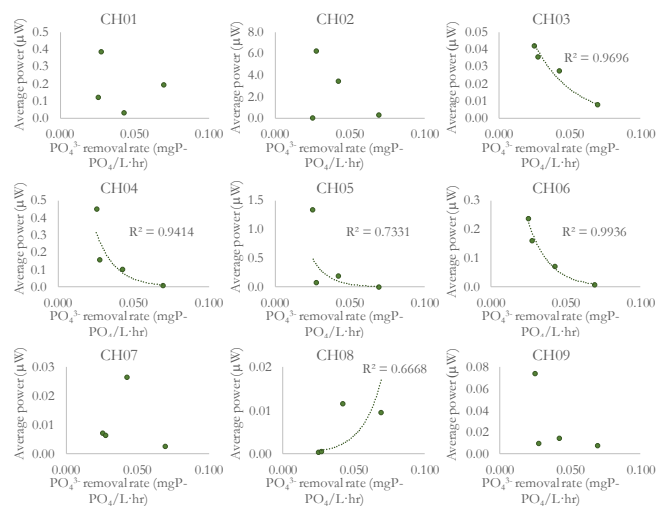 CH01
Average power (µW)
0.5
0.4
0.3
0.2
0.1
0.0
0.000 0.050 0.100
PO₄³⁻ removal rate (mgP-
PO₄/L·hr)
CH02
Average power (µW)
8.0
6.0
4.0
2.0
0.0
0.000 0.050 0.100
PO₄³⁻ removal rate (mgP-
PO₄/L·hr)
CH03
Average power (µW)
0.05
0.04
0.03
0.02
0.01
0.00
R² = 0.9696
0.000 0.050 0.100
PO₄³⁻ removal rate (mgP-
PO₄/L·hr)
CH04
Average power (µW)
0.5
0.4
0.3
0.2
0.1
0.0
R² = 0.9414
0.000 0.050 0.100
PO₄³⁻ removal rate (mgP-
PO₄/L·hr)
CH05
Average power (µW)
1.5
1.0
0.5
0.0
R² = 0.7331
0.000 0.050 0.100
PO₄³⁻ removal rate (mgP-
PO₄/L·hr)
CH06
Average power (µW)
0.3
0.2
0.1
0.0
R² = 0.9936
0.000 0.050 0.100
PO₄³⁻ removal rate (mgP-
PO₄/L·hr)
CH07
Average power (µW)
0.03
0.02
0.01
0.00
0.000 0.050 0.100
PO₄³⁻ removal rate (mgP-
PO₄/L·hr)
CH08
Average power (µW)
0.02
0.01
0.00
R² = 0.6668
0.000 0.050 0.100
PO₄³⁻ removal rate (mgP-
PO₄/L·hr)
CH09
Average power (µW)
0.08
0.06
0.04
0.02
0.00
0.000 0.050 0.100
PO₄³⁻ removal rate (mgP-
PO₄/L·hr)